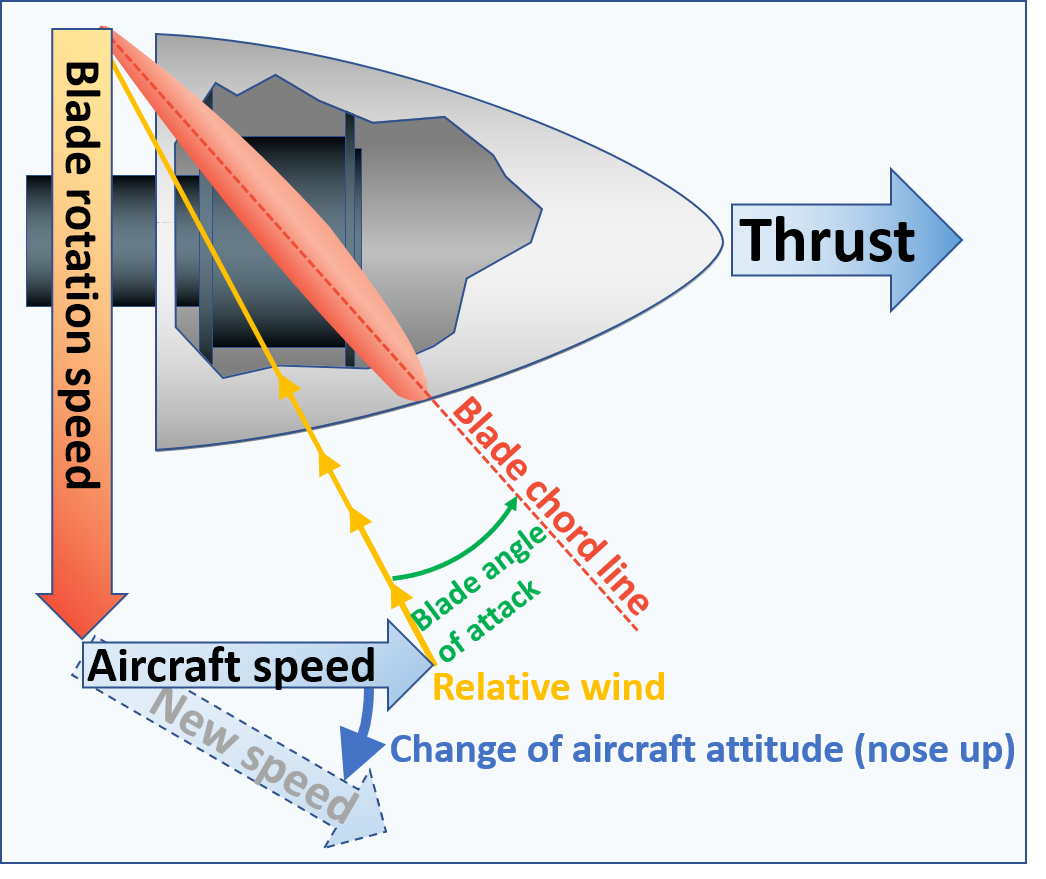 Blade rotation speed
Thrust
Blade chord line
Blade angle
of attack
Aircraft speed
Relative wind
New speed
Change of aircraft attitude (nose up)